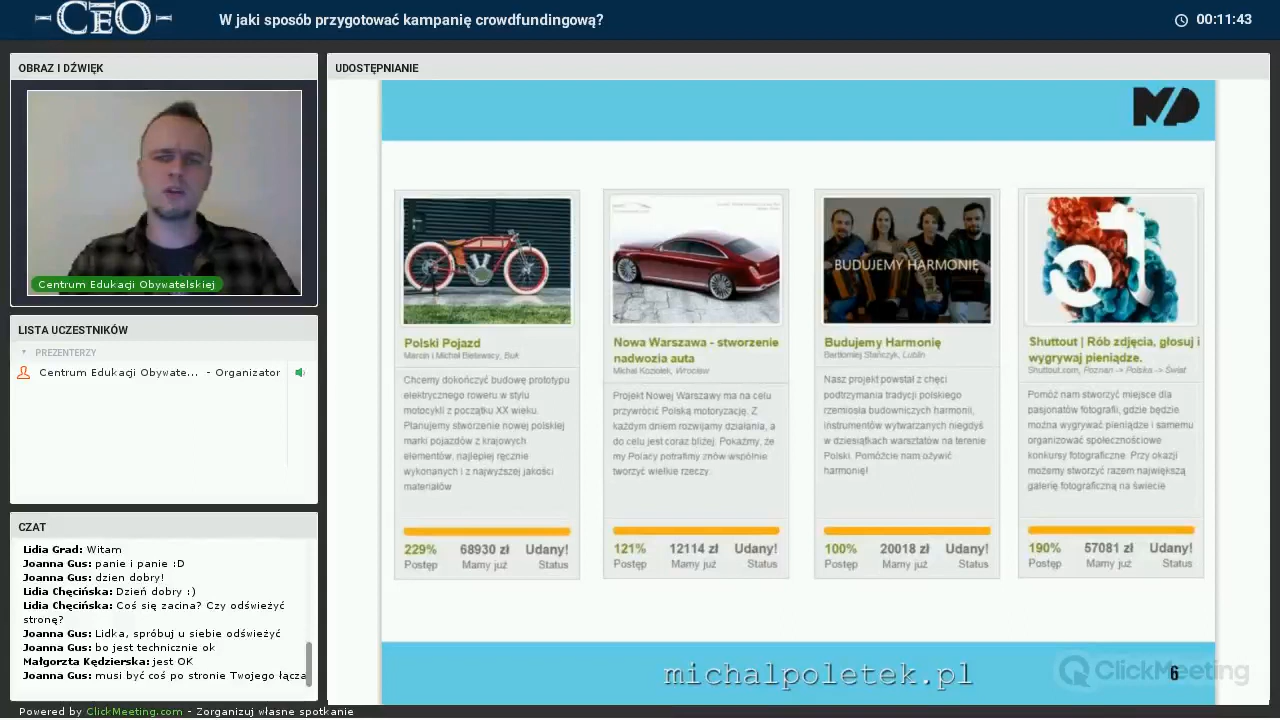 CEO
W jaki sposób przygotować kampanię crowdfundingową?
00:11:43
OBRAZ I DŹWIĘK
Centrum Edukacji Obywatelskiej
LISTA UCZESTNIKÓW
PREZENTERZY
Centrum Edukacji Obywate... - Organizator
CZAT
Lidia Grad: Witam
Joanna Gus: panie i panie :D
Joanna Gus: dzien dobry!
Lidia Chęcińska: Dzień dobry :)
Lidia Chęcińska: Coś się zacina? Czy odświeżyć
stronę?
Joanna Gus: Lidka, spróbuj u siebie odświeżyć
Joanna Gus: bo jest technicznie ok
Małgorzta Kędzierska: jest OK
Joanna Gus: musi być coś po stronie Twojego łącza
Powered by ClickMeeting.com - Zorganizuj własne spotkanie
UDOSTĘPNIANIE
MP
Polski Pojazd
Marcin i Michał Bielawscy, Buk
Chcemy dokończyć budowę prototypu
elektrycznego roweru w stylu
motocykli z początku XX wieku.
Planujemy stworzenie nowej polskiej
marki pojazdów z krajowych
elementów, najlepiej ręcznie
wykonanych i z najwyższej jakości
materiałów
229% 68930 zł Udany!
Postęp Mamy już Status
Nowa Warszawa - stworzenie
nadwozia auta
Michał Koziołek, Wrocław
Projekt Nowej Warszawy ma na celu
przywrócić Polską motoryzację. Z
każdym dniem rozwijamy działania, a
do celu jest coraz bliżej. Pokażmy, że
my Polacy potrafimy znów wspólnie
tworzyć wielkie rzeczy.
121% 12114 zł Udany!
Postęp Mamy już Status
BUDUJEMY HARMONIĘ
Budujemy Harmonię
Bartłomiej Stańczyk, Lublin
Nasz projekt powstał z chęci
podtrzymania tradycji polskiego
rzemiosła budowniczych harmonii,
instrumentów wytwarzanych niegdyś
w dziesiątkach warsztatów na terenie
Polski. Pomóżcie nam ożywić
harmonię!
100% 20018 zł Udany!
Postęp Mamy już Status
Shuttout | Rób zdjęcia, głosuj i
wygrywaj pieniądze.
Shuttout.com, Poznań -> Polska -> Świat
Pomóż nam stworzyć miejsce dla
pasjonatów fotografii, gdzie będzie
można wygrywać pieniądze i samemu
organizować społecznościowe
konkursy fotograficzne. Przy okazji
możemy stworzyć razem największą
galerię fotograficzną na świecie
190% 57081 zł Udany!
Postęp Mamy już Status
michalpoletek.pl
ClickMeeting
6